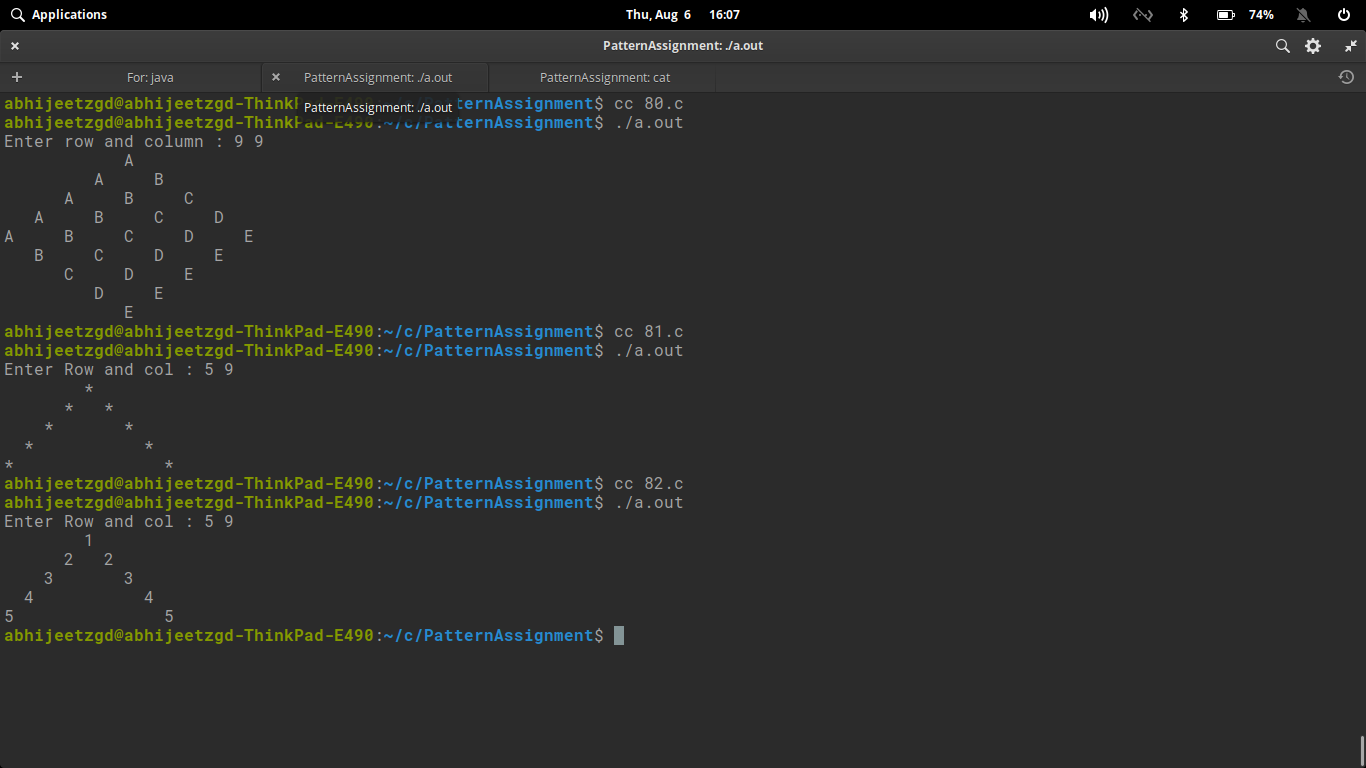 Applications Thu, Aug 6 16:07 74%
PatternAssignment: ./a.out
For: java PatternAssignment: ./a.out PatternAssignment: cat
abhijeetzgd@abhijeetzgd-ThinkP ternAssignment$ cc 80.c
PatternAssignment: ./a.out
abhijeetzgd@abhijeetzgd-ThinkPad-E490:~/c/PatternAssignment$ ./a.out
Enter row and column : 9 9
            A
         A     B
      A     B     C
   A     B     C     D
A     B     C     D     E
   B     C     D     E
      C     D     E
         D     E
            E
abhijeetzgd@abhijeetzgd-ThinkPad-E490:~/c/PatternAssignment$ cc 81.c
abhijeetzgd@abhijeetzgd-ThinkPad-E490:~/c/PatternAssignment$ ./a.out
Enter Row and col : 5 9
        *
      *   *
    *       *
  *           *
*               *
abhijeetzgd@abhijeetzgd-ThinkPad-E490:~/c/PatternAssignment$ cc 82.c
abhijeetzgd@abhijeetzgd-ThinkPad-E490:~/c/PatternAssignment$ ./a.out
Enter Row and col : 5 9
        1
      2   2
    3       3
  4           4
5               5
abhijeetzgd@abhijeetzgd-ThinkPad-E490:~/c/PatternAssignment$